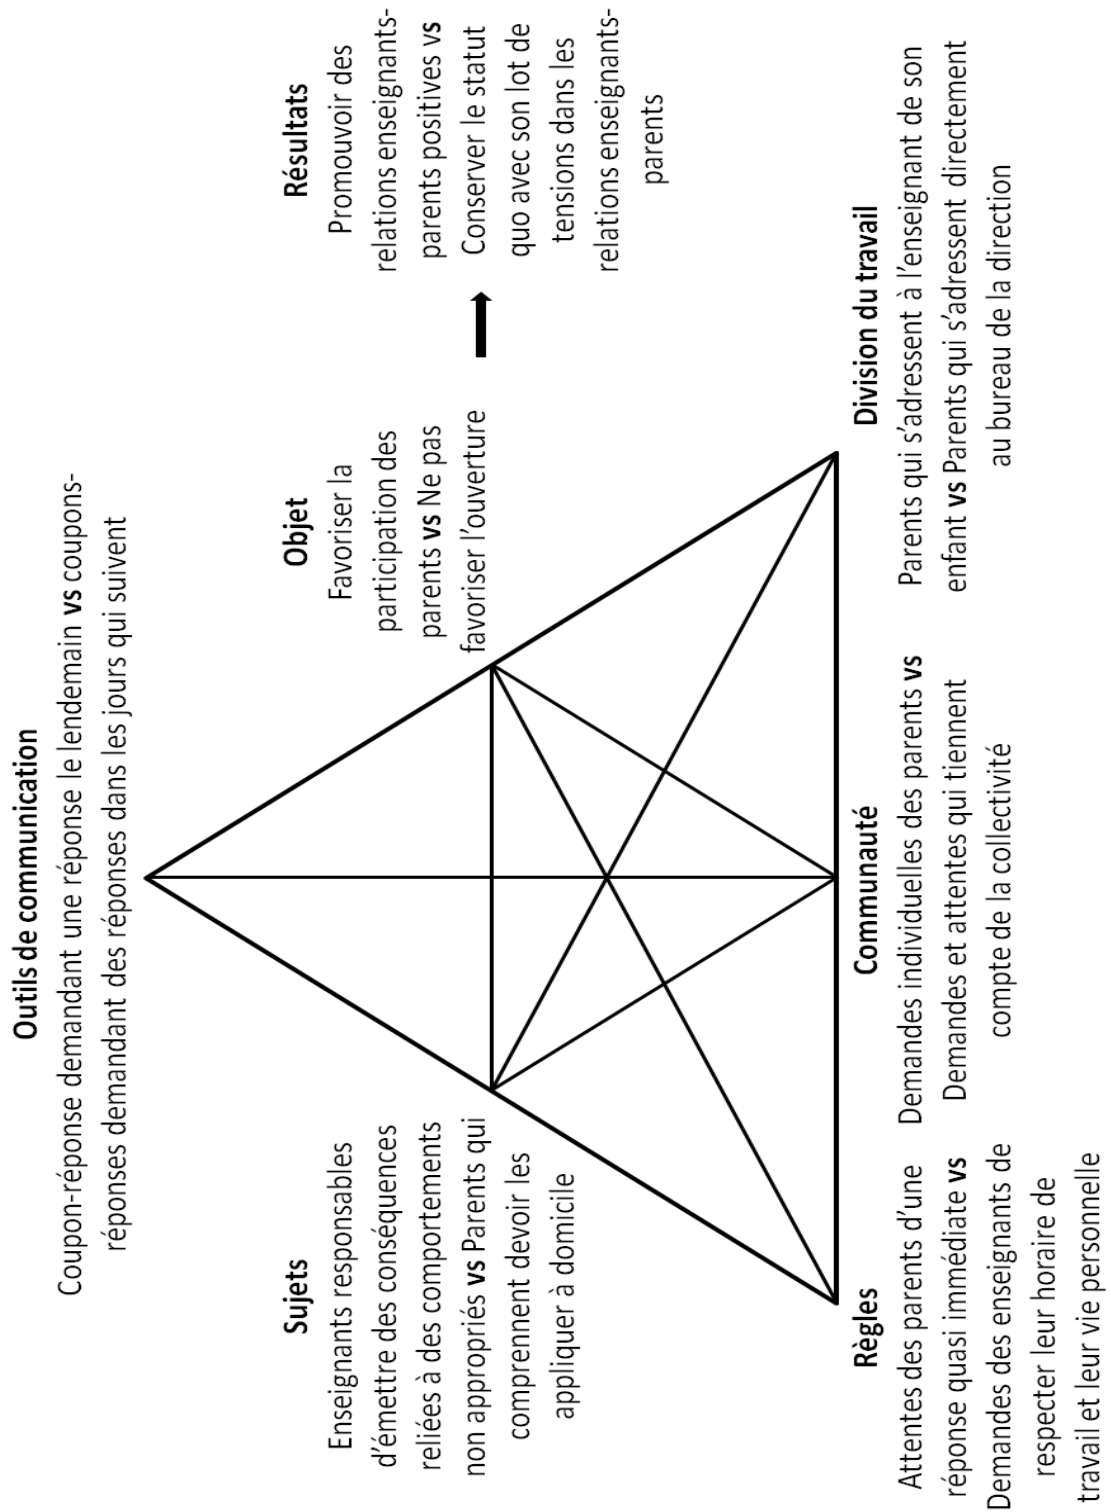 Outils de communication
Coupon-réponse demandant une réponse le lendemain vs coupons-
réponses demandant des réponses dans les jours qui suivent
Sujets
Enseignants responsables
d'émettre des conséquences
reliées à des comportements
non appropriés vs Parents qui
comprennent devoir les
appliquer à domicile
Objet
Favoriser la
participation des
parents vs Ne pas
favoriser l'ouverture
Résultats
Promouvoir des
relations enseignants-
parents positives vs
Conserver le statut
quo avec son lot de
tensions dans les
relations enseignants-
parents
Règles
Attentes des parents d'une
réponse quasi immédiate vs
Demandes des enseignants de
respecter leur horaire de
travail et leur vie personnelle
Communauté
Demandes individuelles des parents vs
Demandes et attentes qui tiennent
compte de la collectivité
Division du travail
Parents qui s'adressent à l'enseignant de son
enfant vs Parents qui s'adressent directement
au bureau de la direction